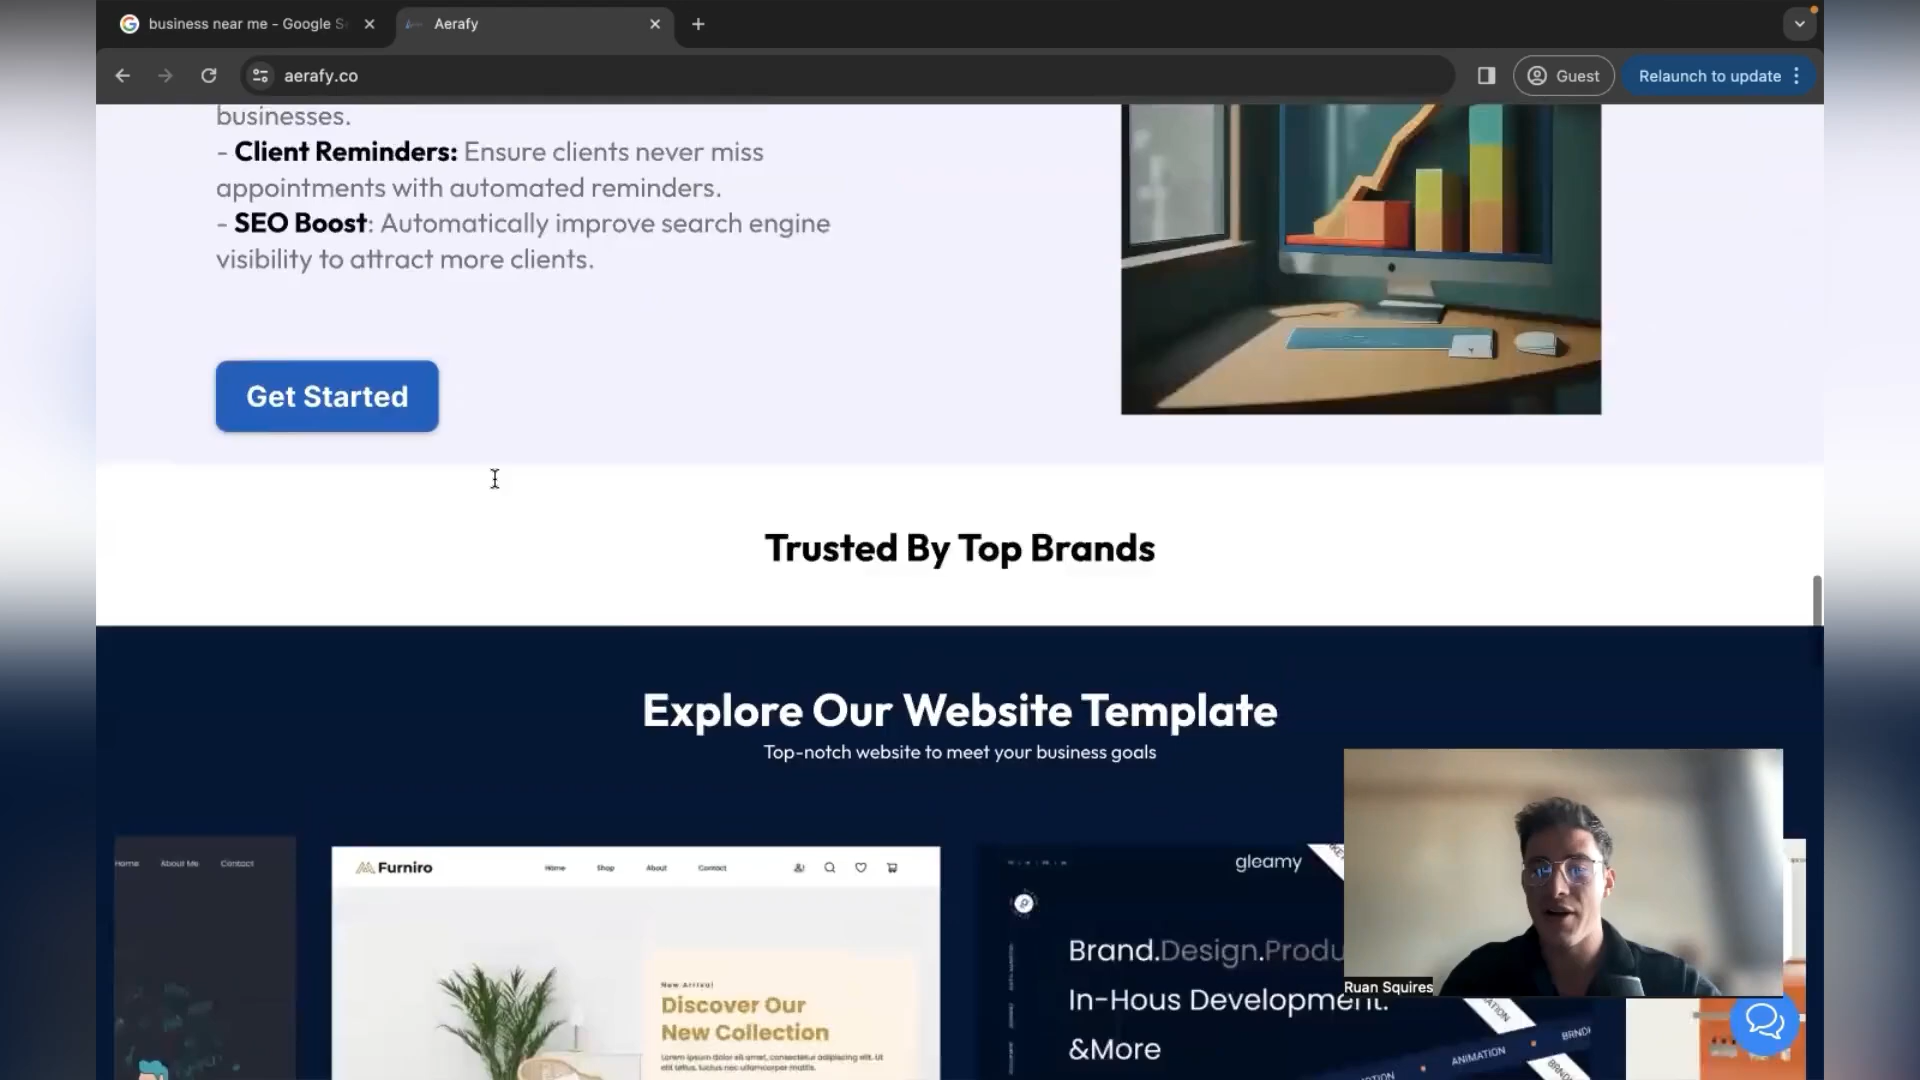 business near me - Google S
Aerafy
aerafy.co
Guest
Relaunch to update
businesses.
- Client Reminders: Ensure clients never miss
appointments with automated reminders.
- SEO Boost: Automatically improve search engine
visibility to attract more clients.
Get Started
Trusted By Top Brands
Explore Our Website Template
Top-notch website to meet your business goals
Home About Me Contact
Furniro
Home Shop About Contact
New Arrival
Discover Our
New Collection
Lorem ipsum dolor sit amet, consectetur adipiscing elit. Ut
elit tellus, luctus nec ullamcorper mattis.
gleamy
Brand.Design.Produ
In-Hous Development.
&More
ANIMATION
BRND
Ruan Squires